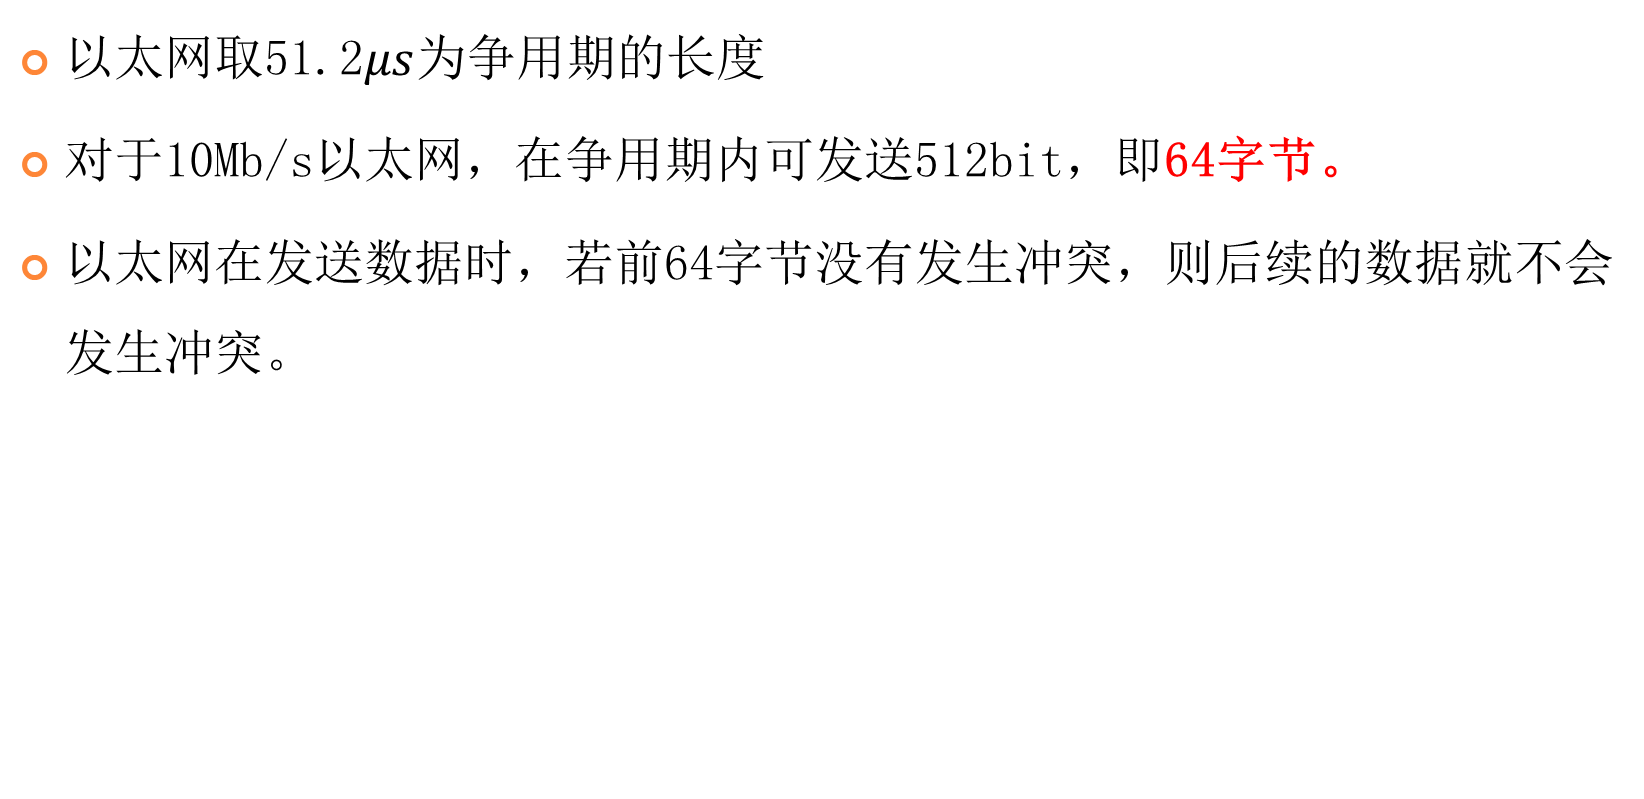 以太网取51.2μs为争用期的长度
对于10Mb/s以太网，在争用期内可发送512bit，即64字节。
以太网在发送数据时，若前64字节没有发生冲突，则后续的数据就不会
发生冲突。